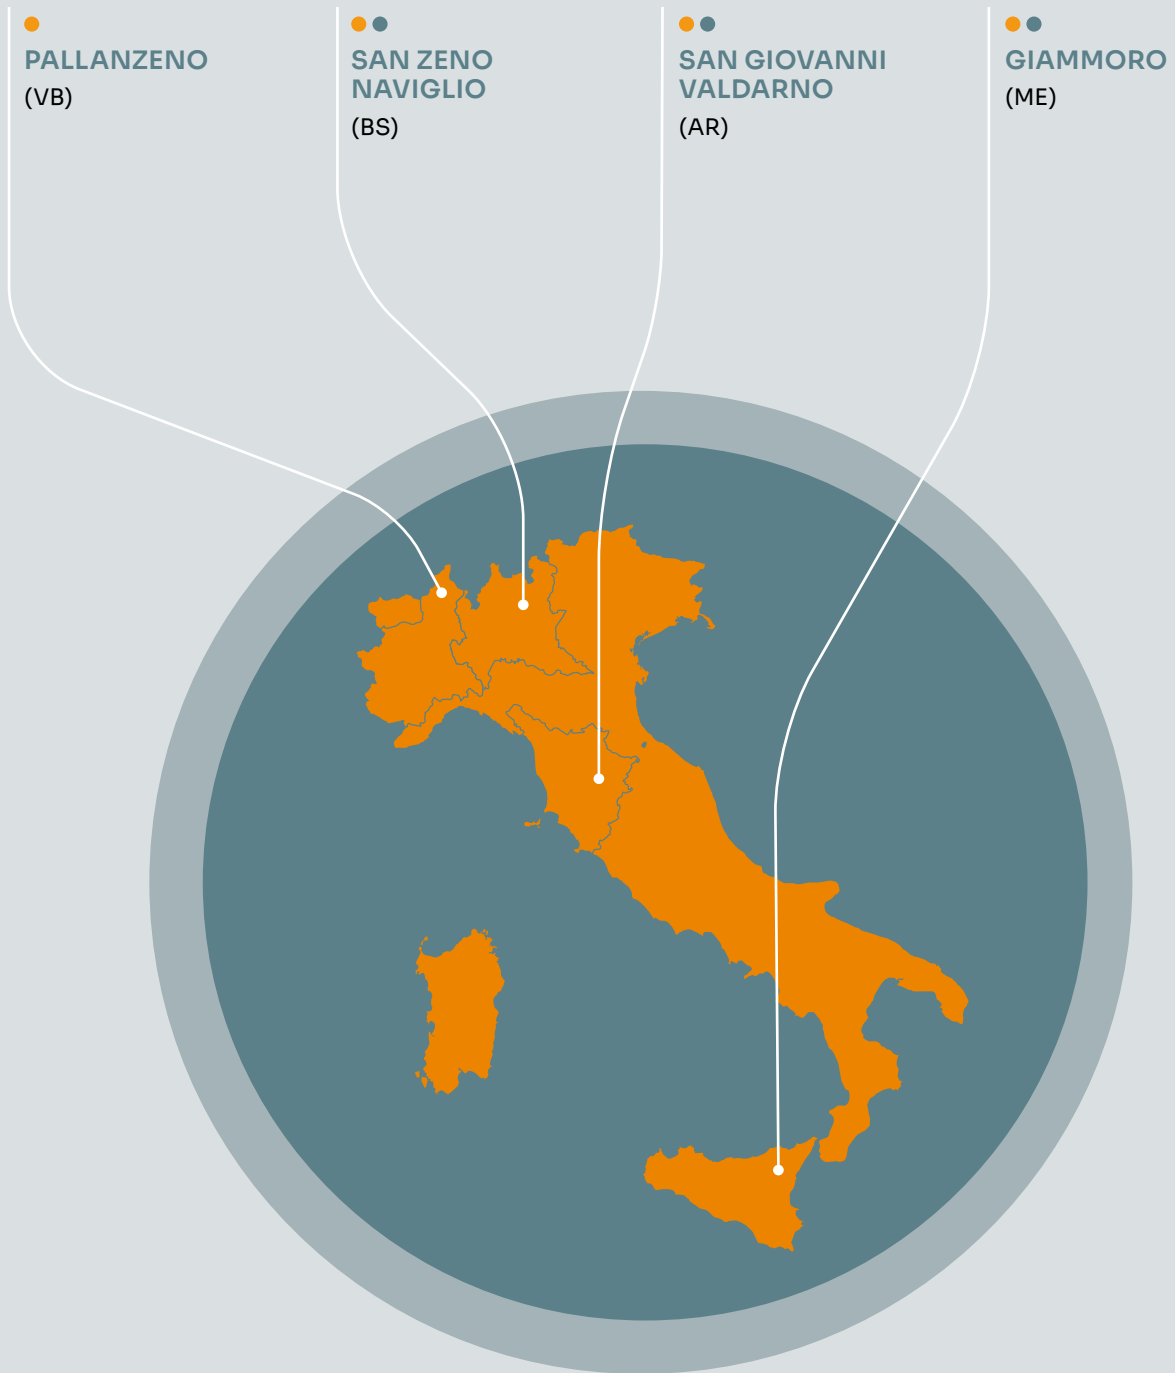 PALLANZENO
(VB)
SAN ZENO
NAVIGLIO
(BS)
SAN GIOVANNI
VALDARNO
(AR)
GIAMMORO
(ME)